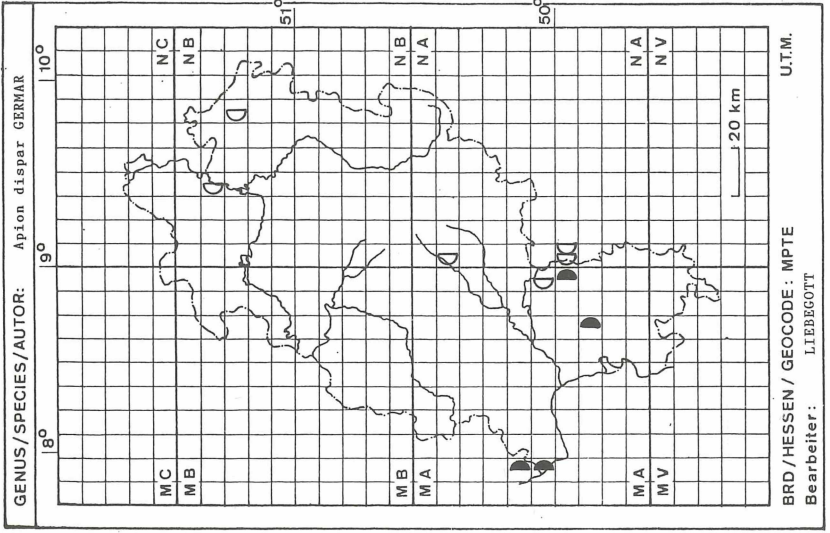 GENUS/SPECIES/AUTOR: Apion dispar GERMAR
8° 9° 10°
MC NC
MB NB
51°
MB NB
MA NA
50°
MA NA
MV NV
20 km
BRD/HESSEN/GEOCODE: MPTE U.T.M.
Bearbeiter: LIEBEGOTT